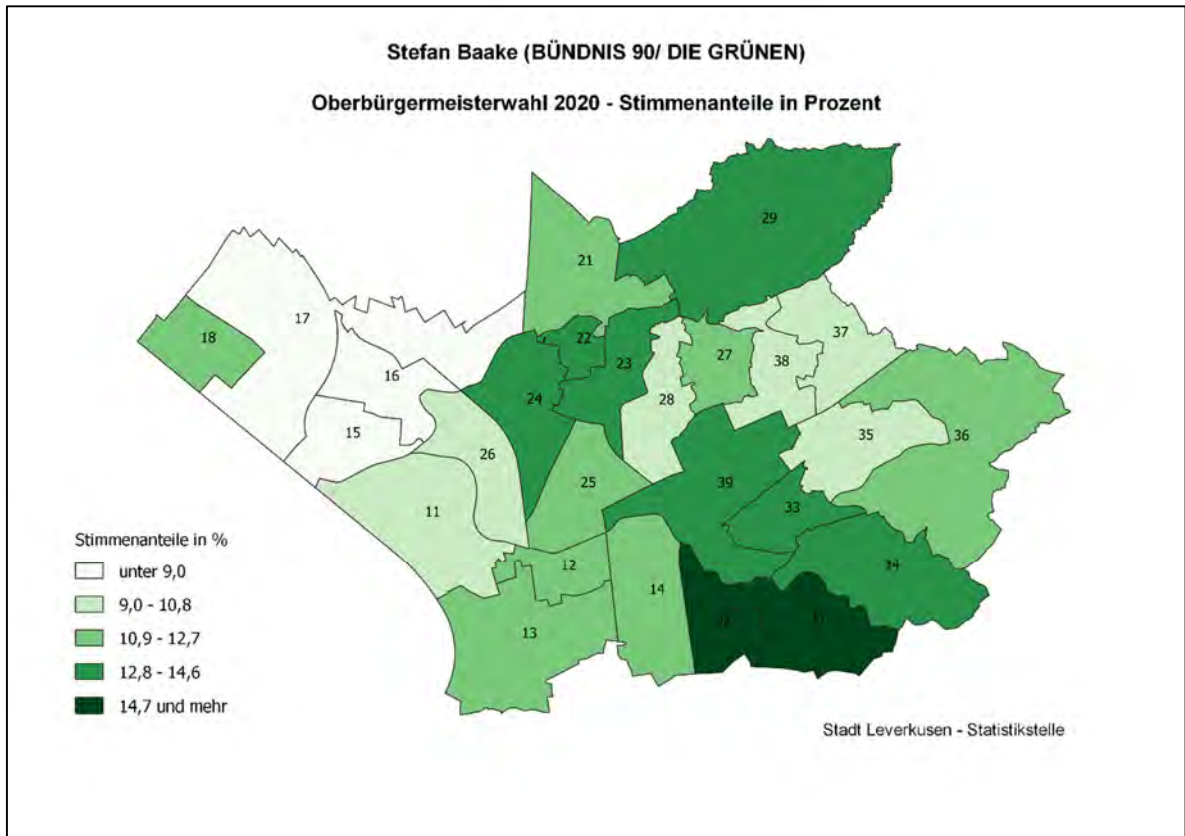 Stefan Baake (BÜNDNIS 90/ DIE GRÜNEN)
Oberbürgermeisterwahl 2020 - Stimmenanteile in Prozent
29
21
17
37
18
22
23
27
38
16
24
28
15
35
36
26
25
39
11
33
12
34
14
13
Stimmenanteile in %
unter 9,0
9,0 - 10,8
10,9 - 12,7
12,8 - 14,6
14,7 und mehr
Stadt Leverkusen - Statistikstelle